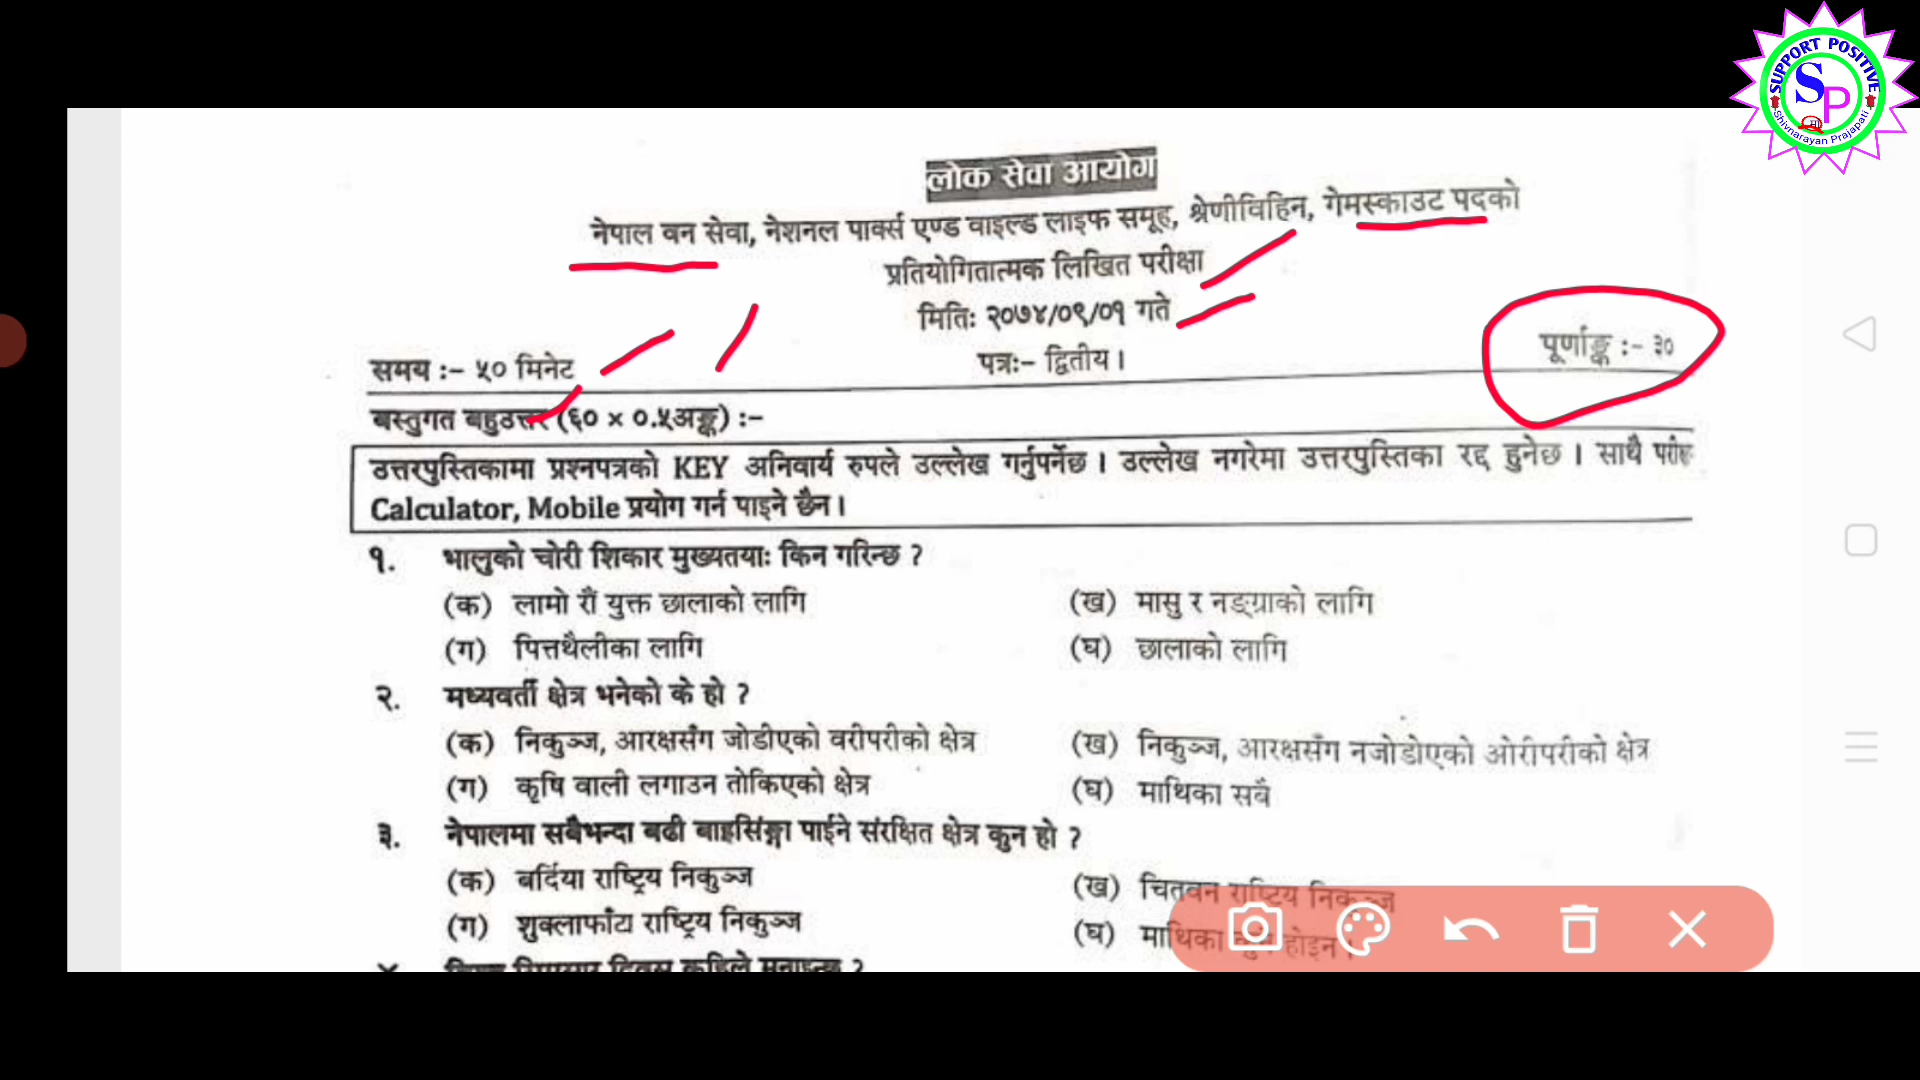 SUPPORT POSITIVE
SP
माँ
Shivnarayan Prajapati
लोक सेवा आयोग
नेपाल वन सेवा, नेशनल पार्क्स एण्ड वाइल्ड लाइफ समूह, श्रेणीविहिन, गेमस्काउट पदको
प्रतियोगितात्मक लिखित परीक्षा
मितिः २०७४/०९/०१ गते
समय :- ५० मिनेट पत्रः- द्वितीय । पूर्णाङ्क :- ३०
बस्तुगत बहुउत्तर (६० × ०.५अङ्क) :-
उत्तरपुस्तिकामा प्रश्नपत्रको KEY अनिवार्य रुपले उल्लेख गर्नुपर्नेछ । उल्लेख नगरेमा उत्तरपुस्तिका रद्द हुनेछ । साथै
Calculator, Mobile प्रयोग गर्न पाइने छैन ।
१. भालुको चोरी शिकार मुख्यतयाः किन गरिन्छ ?
(क) लामो रौं युक्त छालाको लागि (ख) मासु र नङ्ग्राको लागि
(ग) पित्तथैलीका लागि (घ) छालाको लागि
२. मध्यवर्ती क्षेत्र भनेको के हो ?
(क) निकुञ्ज, आरक्षसँग जोडीएको वरीपरीको क्षेत्र (ख) निकुञ्ज, आरक्षसँग नजोडोएको ओरीपरीको क्षेत्र
(ग) कृषि वाली लगाउन तोकिएको क्षेत्र (घ) माथिका सबै
३. नेपालमा सबैभन्दा बढी बाह्रसिंङ्गा पाईने संरक्षित क्षेत्र कुन हो ?
(क) बर्दिया राष्ट्रिय निकुञ्ज (ख) चितवन राष्ट्रिय निकुञ्ज
(ग) शुक्लाफाँटा राष्ट्रिय निकुञ्ज (घ) माथिका कुनै होइन ।